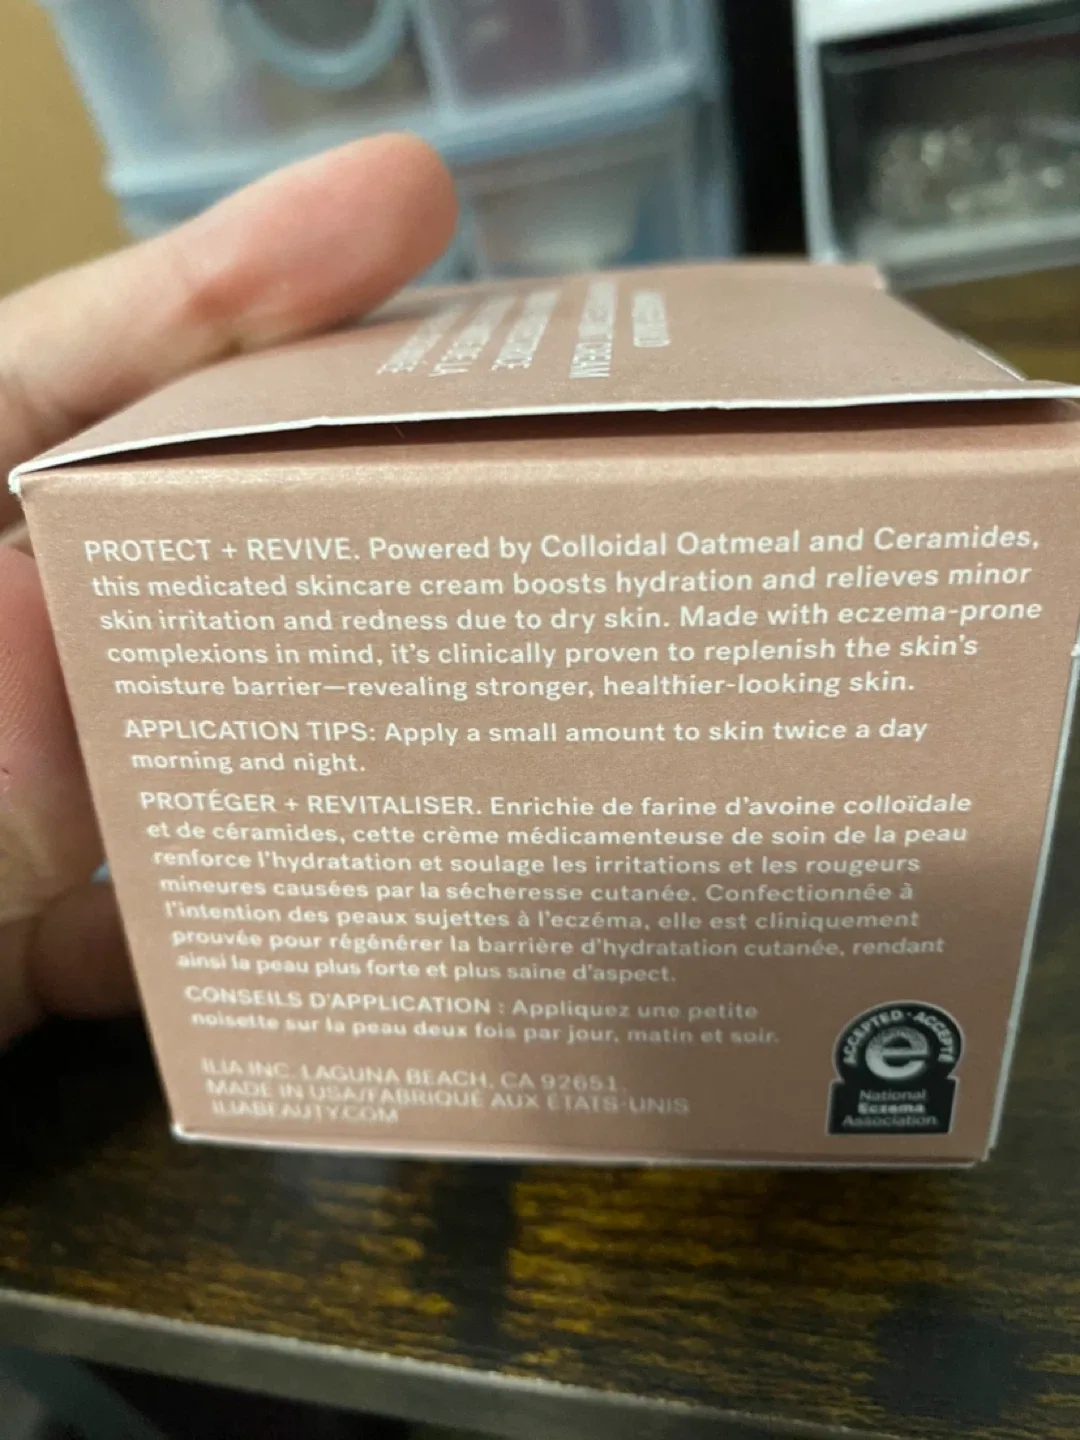 CREAM
DE LA
PROTECT + REVIVE. Powered by Colloidal Oatmeal and Ceramides,
this medicated skincare cream boosts hydration and relieves minor
skin irritation and redness due to dry skin. Made with eczema-prone
complexions in mind, it's clinically proven to replenish the skin's
moisture barrier—revealing stronger, healthier-looking skin.
APPLICATION TIPS: Apply a small amount to skin twice a day
morning and night.
PROTÉGER + REVITALISER. Enrichie de farine d'avoine colloïdale
et de céramides, cette crème médicamenteuse de soin de la peau
renforce l'hydratation et soulage les irritations et les rougeurs
mineures causées par la sécheresse cutanée. Confectionnée à
l'intention des peaux sujettes à l'eczéma, elle est cliniquement
prouvée pour régénérer la barrière d'hydratation cutanée, rendant
ainsi la peau plus forte et plus saine d'aspect.
CONSEILS D'APPLICATION : Appliquez une petite
noisette sur la peau deux fois par jour, matin et soir.
ILIA INC. LAGUNA BEACH, CA 92651.
MADE IN USA/FABRIQUÉ AUX ÉTATS-UNIS
ILIABEAUTY.COM
ACCEPTED · ACCEPTÉ
e
National
Eczema
Association